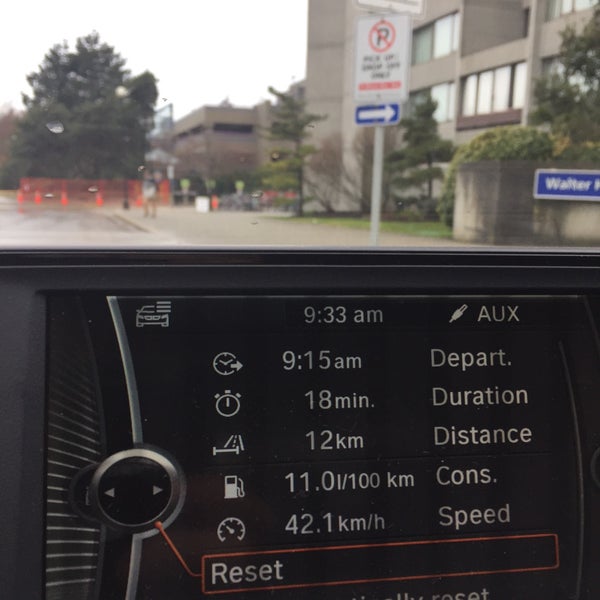 P
PICK UP/
DROP OFF
ONLY
Walter
9:33 am
AUX
9:15am Depart.
18min. Duration
12km Distance
11.0l/100 km Cons.
42.1km/h Speed
Reset
reset